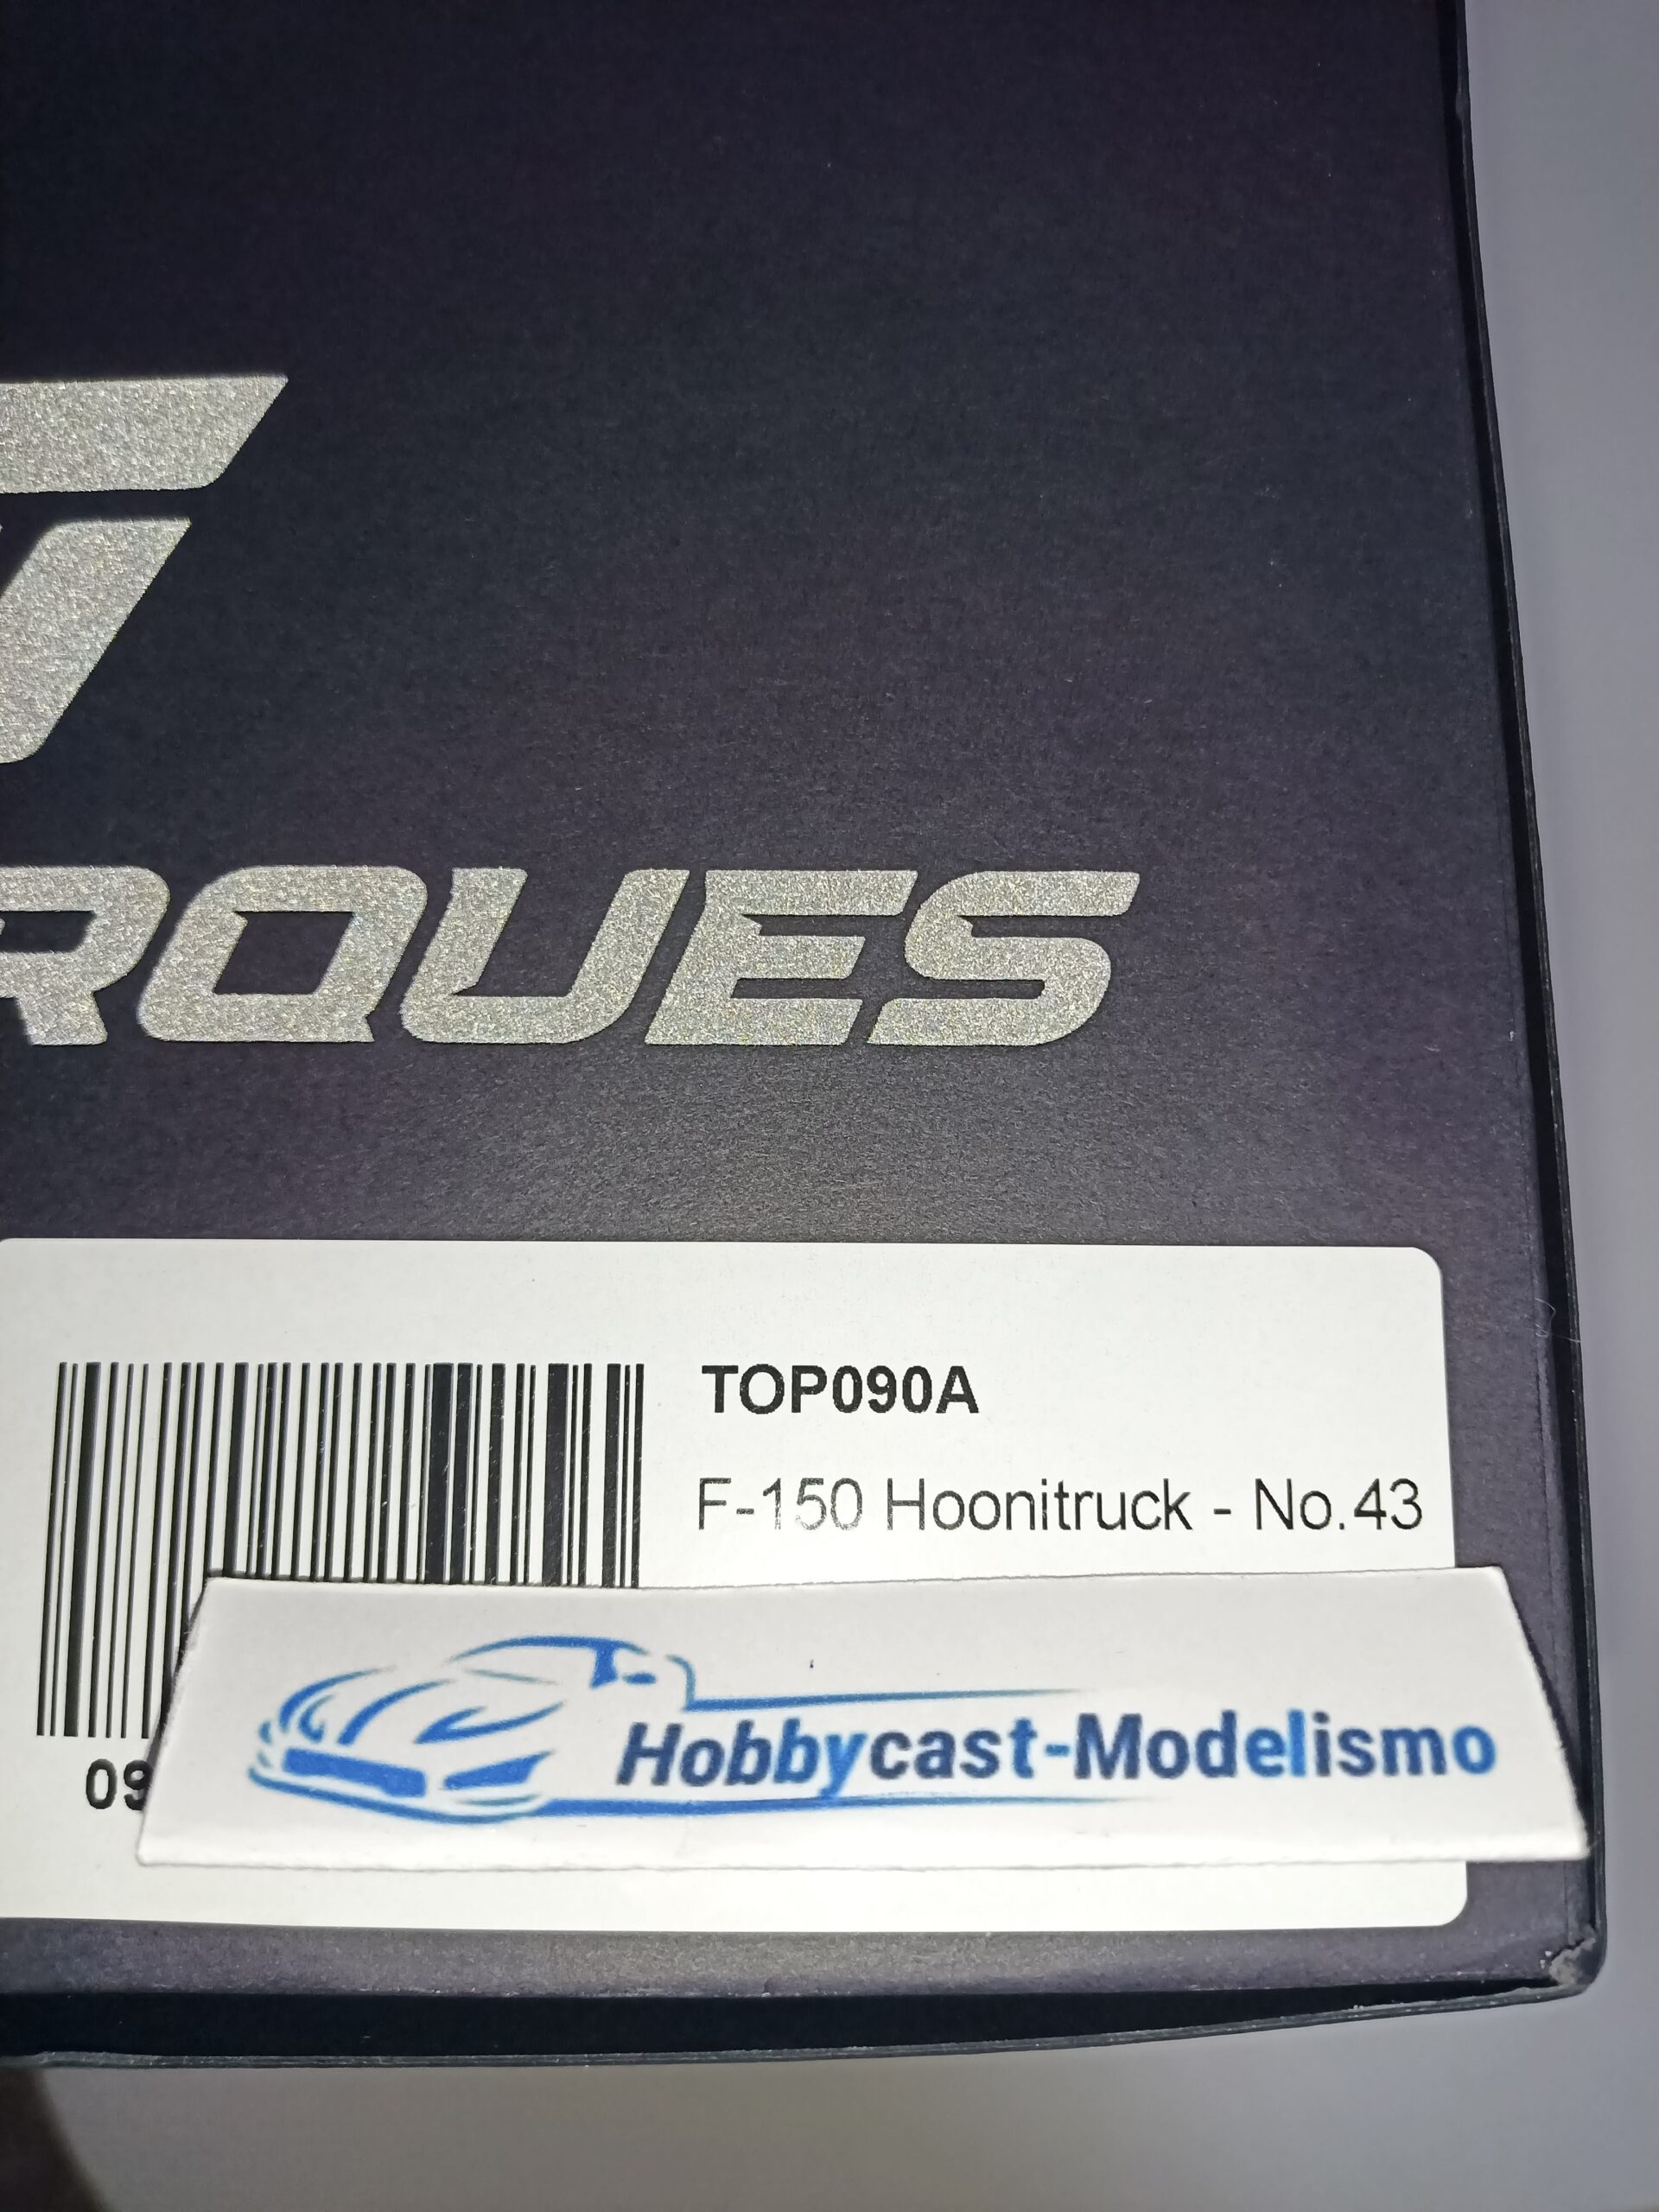 RQUES
TOP090A
F-150 Hoonitruck - No.43
09
Hobbycast-Modelismo